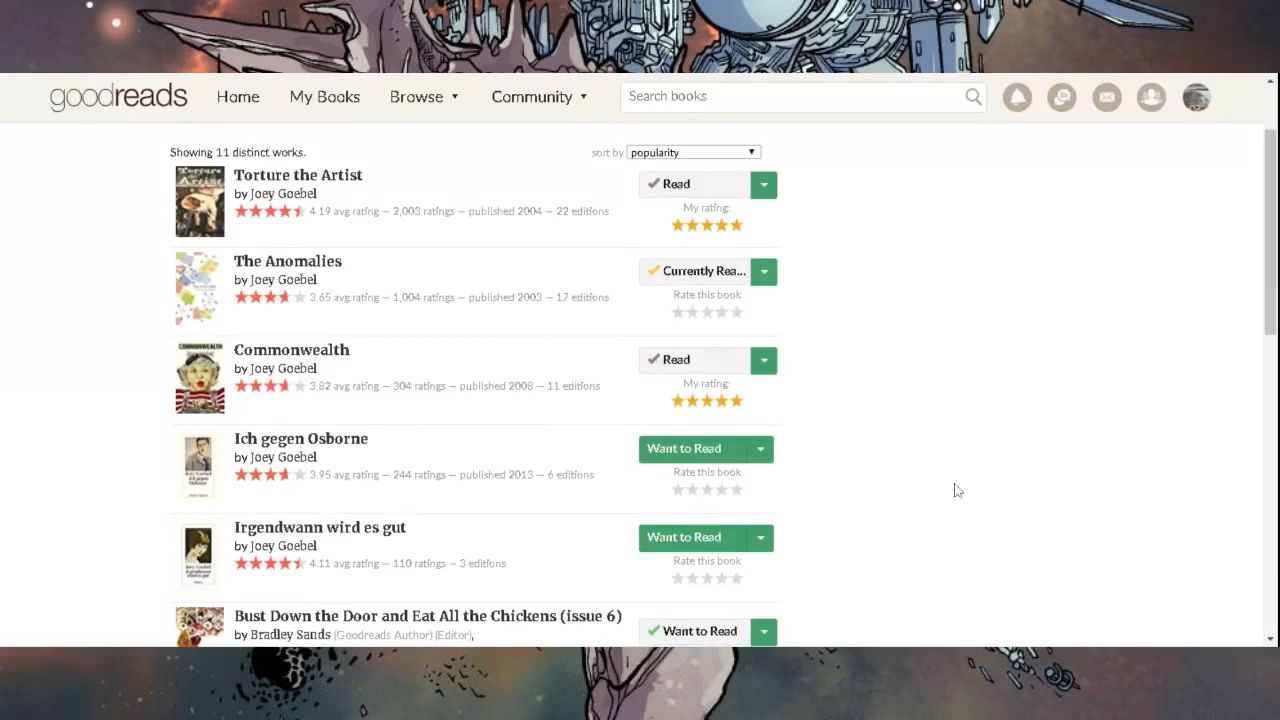 goodreads Home My Books Browse ▼ Community ▼ Search books
Showing 11 distinct works. sort by popularity
Torture the Artist
by Joey Goebel
4.19 avg rating — 2,003 ratings — published 2004 — 22 editions
Read
My rating:
The Anomalies
by Joey Goebel
3.65 avg rating — 1,004 ratings — published 2003 — 17 editions
Currently Rea...
Rate this book
Commonwealth
by Joey Goebel
3.82 avg rating — 304 ratings — published 2008 — 11 editions
Read
My rating:
Ich gegen Osborne
by Joey Goebel
3.95 avg rating — 244 ratings — published 2013 — 6 editions
Want to Read
Rate this book
Irgendwann wird es gut
by Joey Goebel
4.11 avg rating — 110 ratings — 3 editions
Want to Read
Rate this book
Bust Down the Door and Eat All the Chickens (issue 6)
by Bradley Sands (Goodreads Author) (Editor),
Want to Read